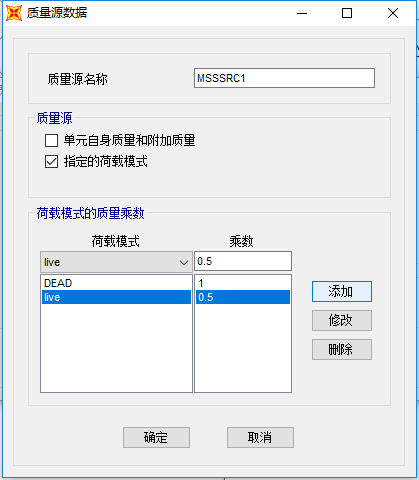 质量源数据
质量源名称 MSSSRC1
质量源
单元自身质量和附加质量
指定的荷载模式
荷载模式的质量乘数
荷载模式 乘数
live 0.5
DEAD 1
live 0.5
添加
修改
删除
确定 取消